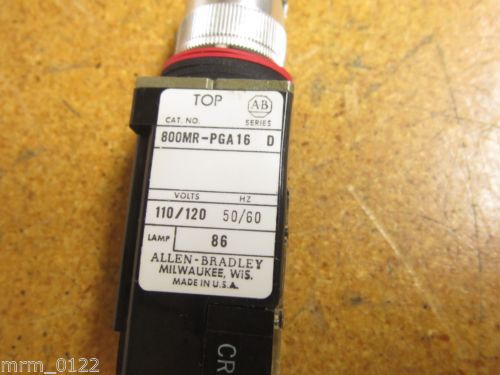 TOP AB
CAT. NO. SERIES
800MR-PGA16 D
VOLTS HZ
110/120 50/60
LAMP 86
ALLEN-BRADLEY
MILWAUKEE, WIS.
MADE IN U.S.A.
CR
mrm_0122